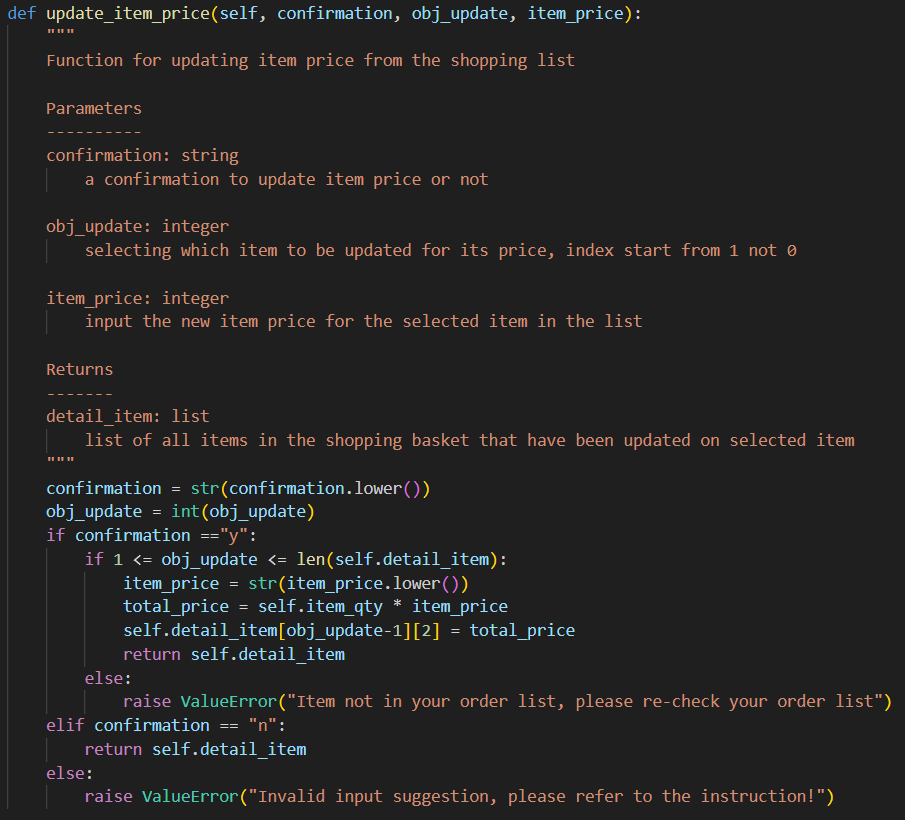 def update_item_price(self, confirmation, obj_update, item_price):
    """
    Function for updating item price from the shopping list

    Parameters
    ----------
    confirmation: string
        a confirmation to update item price or not

    obj_update: integer
        selecting which item to be updated for its price, index start from 1 not 0

    item_price: integer
        input the new item price for the selected item in the list

    Returns
    -------
    detail_item: list
        list of all items in the shopping basket that have been updated on selected item
    """
    confirmation = str(confirmation.lower())
    obj_update = int(obj_update)
    if confirmation =="y":
        if 1 <= obj_update <= len(self.detail_item):
            item_price = str(item_price.lower())
            total_price = self.item_qty * item_price
            self.detail_item[obj_update-1][2] = total_price
            return self.detail_item
        else:
            raise ValueError("Item not in your order list, please re-check your order list")
    elif confirmation == "n":
        return self.detail_item
    else:
        raise ValueError("Invalid input suggestion, please refer to the instruction!")